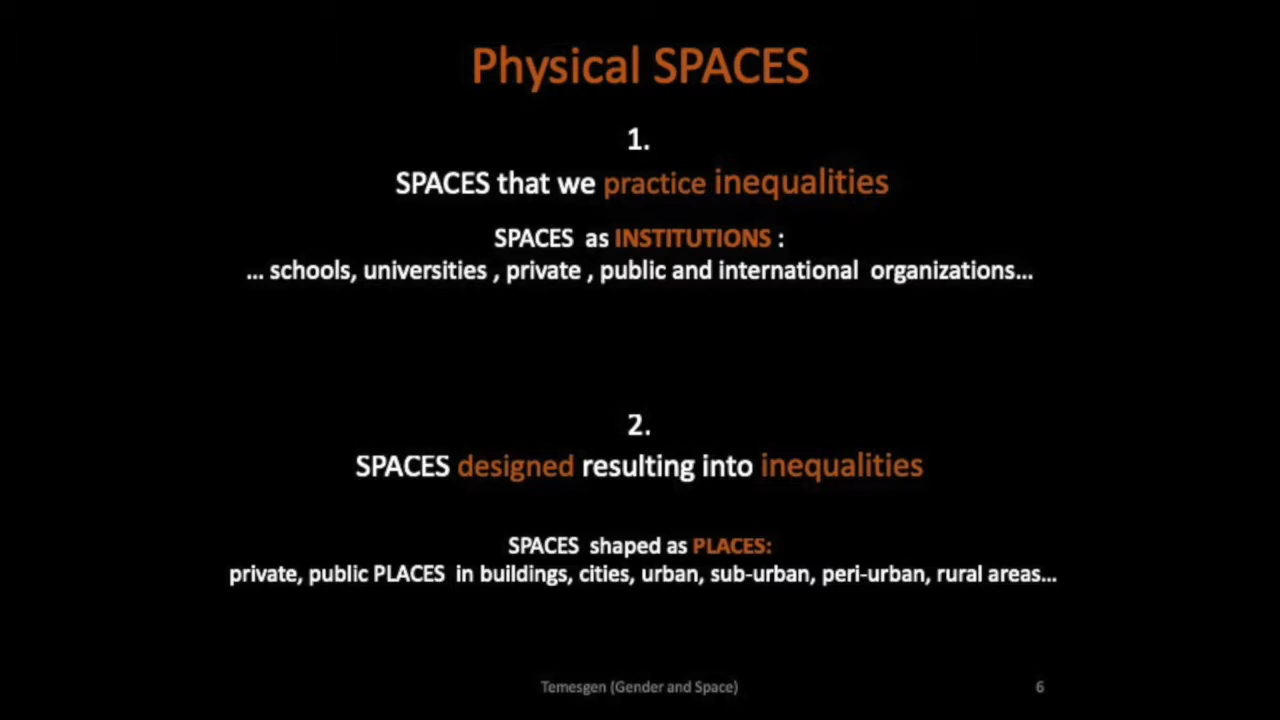 Physical SPACES
1.
SPACES that we practice inequalities
SPACES as INSTITUTIONS :
... schools, universities , private , public and international organizations...
2.
SPACES designed resulting into inequalities
SPACES shaped as PLACES:
private, public PLACES in buildings, cities, urban, sub-urban, peri-urban, rural areas...
Temesgen (Gender and Space)
6